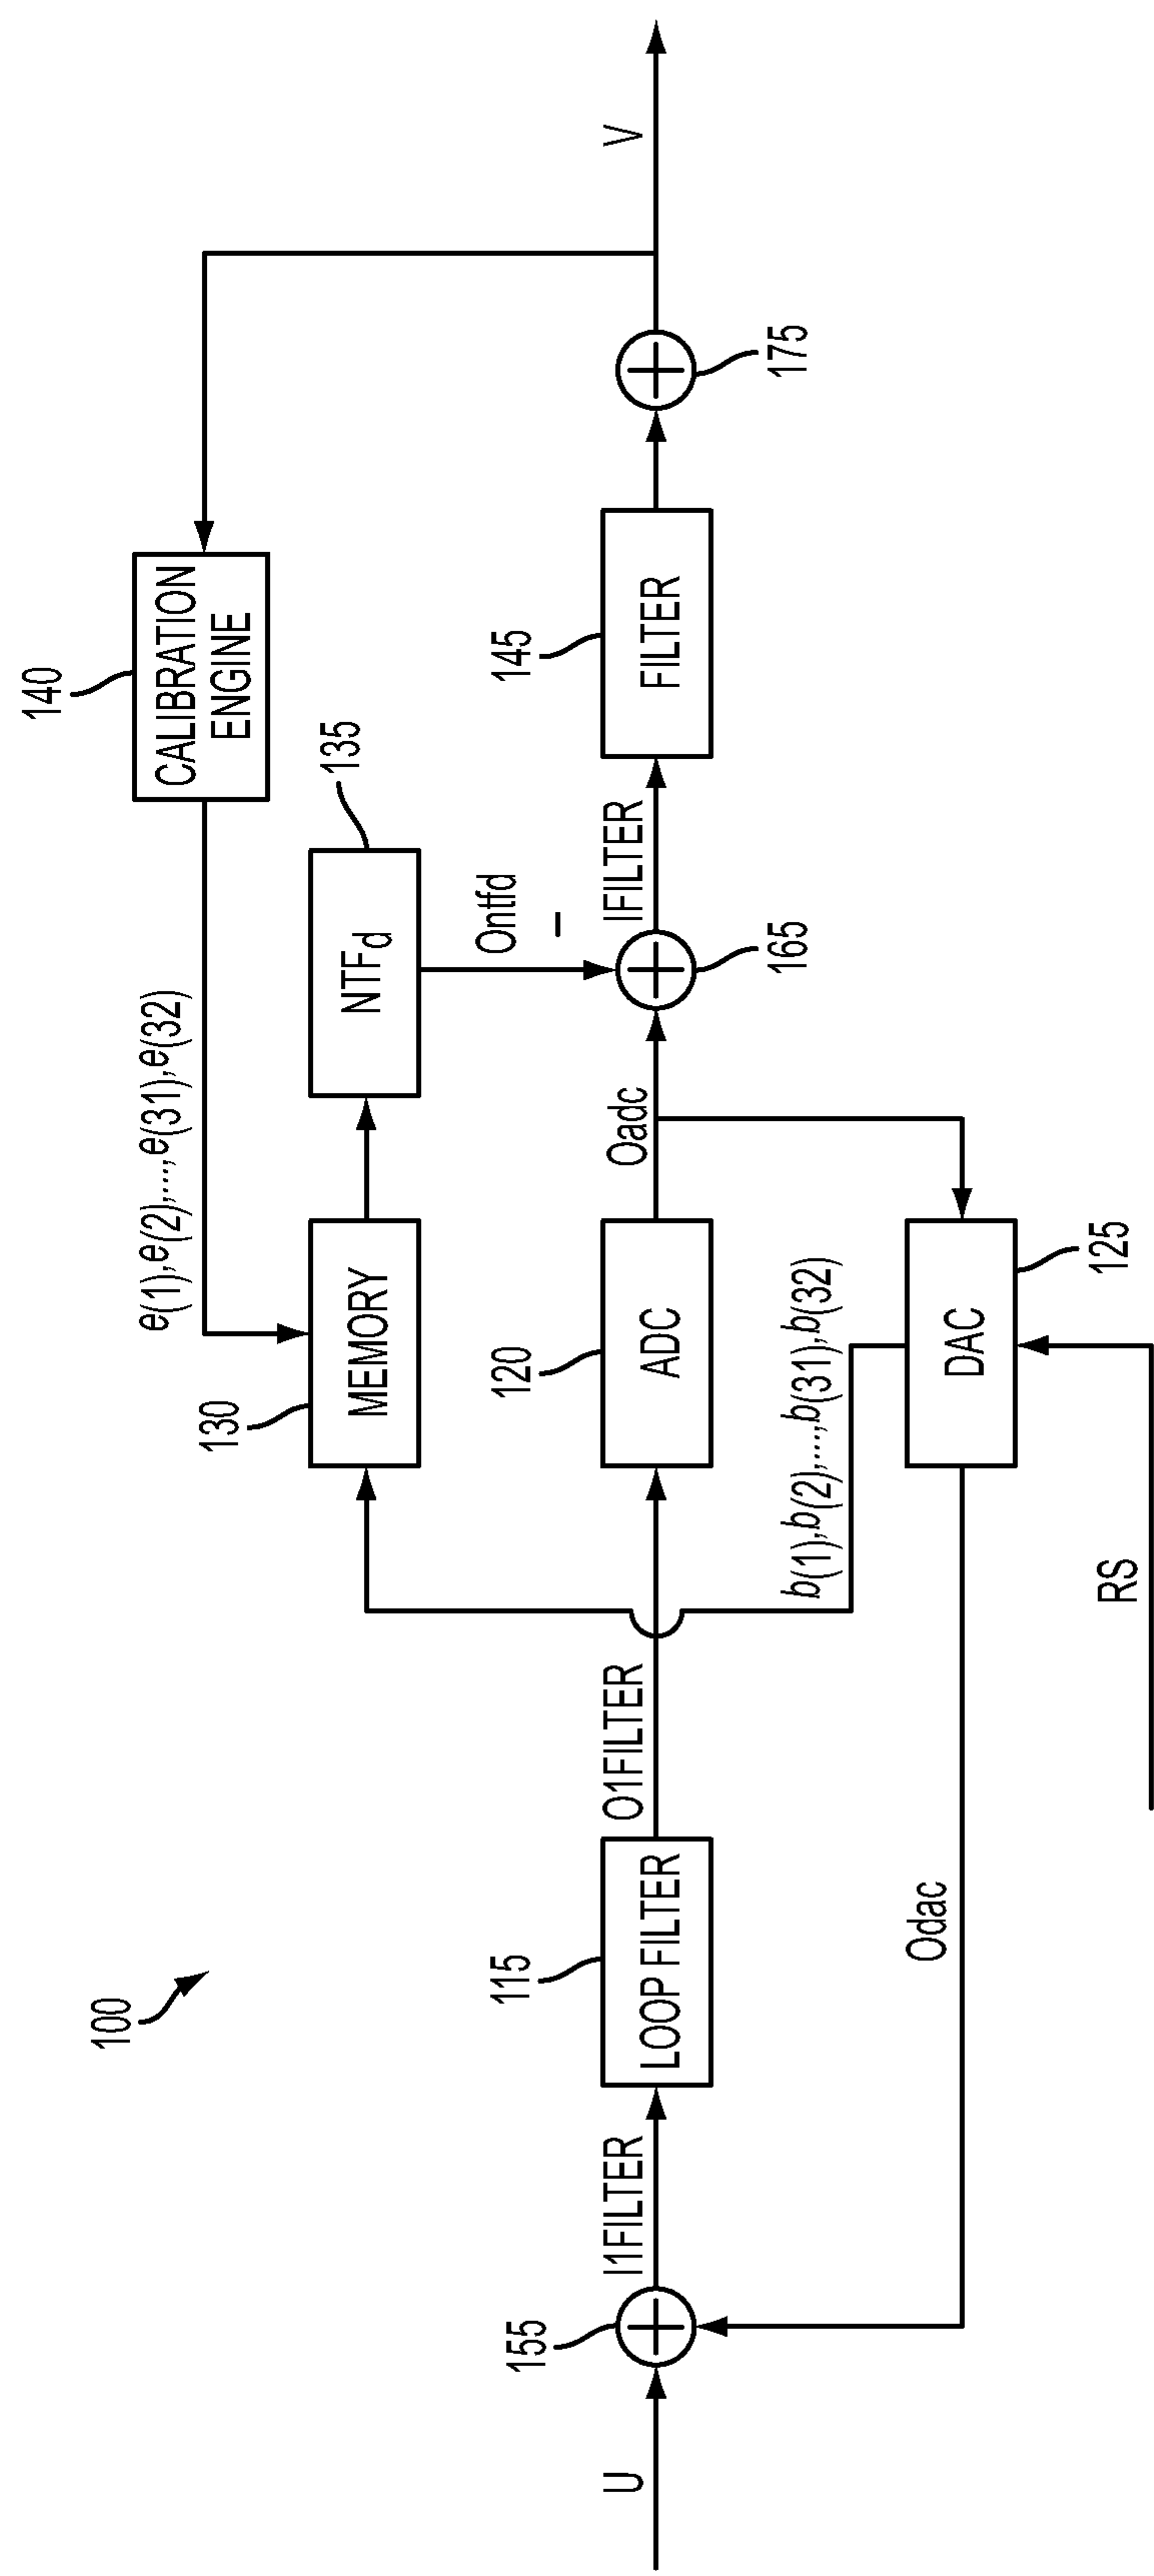 100
140
CALIBRATION
ENGINE
e(1),e(2),...,e(31),e(32)
130
MEMORY
135
NTFd
Ontfd
–
U
155
I1FILTER
115
LOOP FILTER
O1FILTER
120
ADC
Oadc
165
IFILTER
145
FILTER
175
V
b(1),b(2),...,b(31),b(32)
Odac
DAC
125
RS